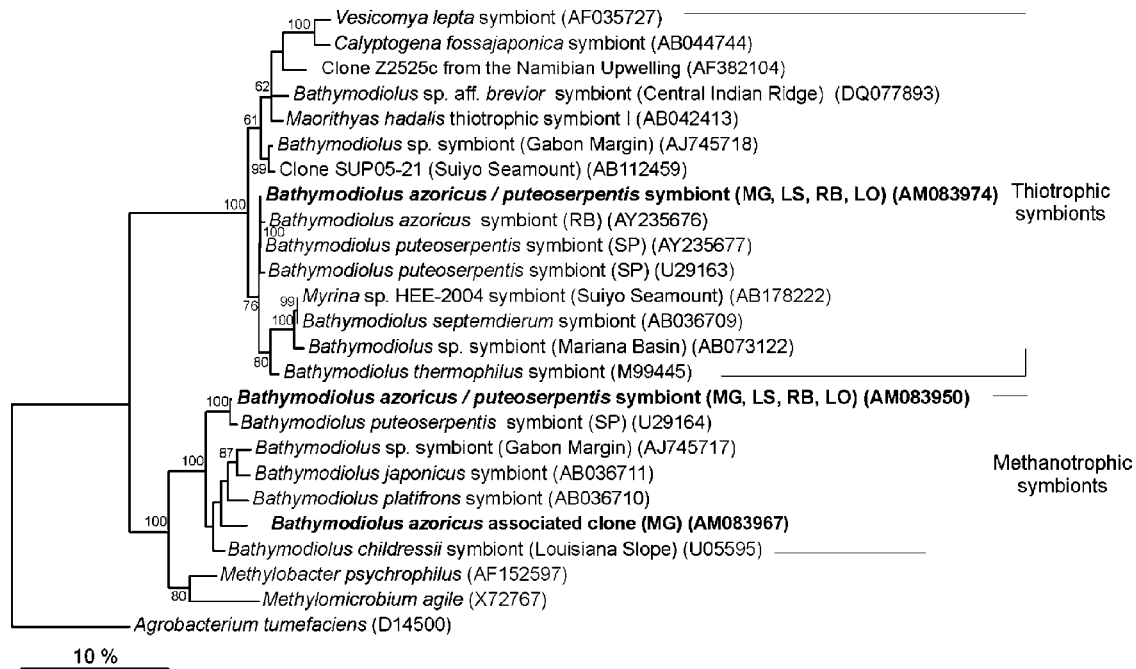 100 Vesicomya lepta symbiont (AF035727)
Calyptogena fossajaponica symbiont (AB044744)
Clone Z2525c from the Namibian Upwelling (AF382104)
62 Bathymodiolus sp. aff. brevior symbiont (Central Indian Ridge) (DQ077893)
61 Maorithyas hadalis thiotrophic symbiont I (AB042413)
Bathymodiolus sp. symbiont (Gabon Margin) (AJ745718)
99 Clone SUP05-21 (Suiyo Seamount) (AB112459)
100 Bathymodiolus azoricus / puteoserpentis symbiont (MG, LS, RB, LO) (AM083974)
Thiotrophic
symbionts
Bathymodiolus azoricus symbiont (RB) (AY235676)
100 Bathymodiolus puteoserpentis symbiont (SP) (AY235677)
Bathymodiolus puteoserpentis symbiont (SP) (U29163)
76 99 Myrina sp. HEE-2004 symbiont (Suiyo Seamount) (AB178222)
100 Bathymodiolus septemdierum symbiont (AB036709)
Bathymodiolus sp. symbiont (Mariana Basin) (AB073122)
80 Bathymodiolus thermophilus symbiont (M99445)
100 Bathymodiolus azoricus / puteoserpentis symbiont (MG, LS, RB, LO) (AM083950)
Bathymodiolus puteoserpentis symbiont (SP) (U29164)
87 Bathymodiolus sp. symbiont (Gabon Margin) (AJ745717)
100 Bathymodiolus japonicus symbiont (AB036711)
Methanotrophic
symbionts
Bathymodiolus platifrons symbiont (AB036710)
100 Bathymodiolus azoricus associated clone (MG) (AM083967)
Bathymodiolus childressii symbiont (Louisiana Slope) (U05595)
Methylobacter psychrophilus (AF152597)
80 Methylomicrobium agile (X72767)
Agrobacterium tumefaciens (D14500)
10 %